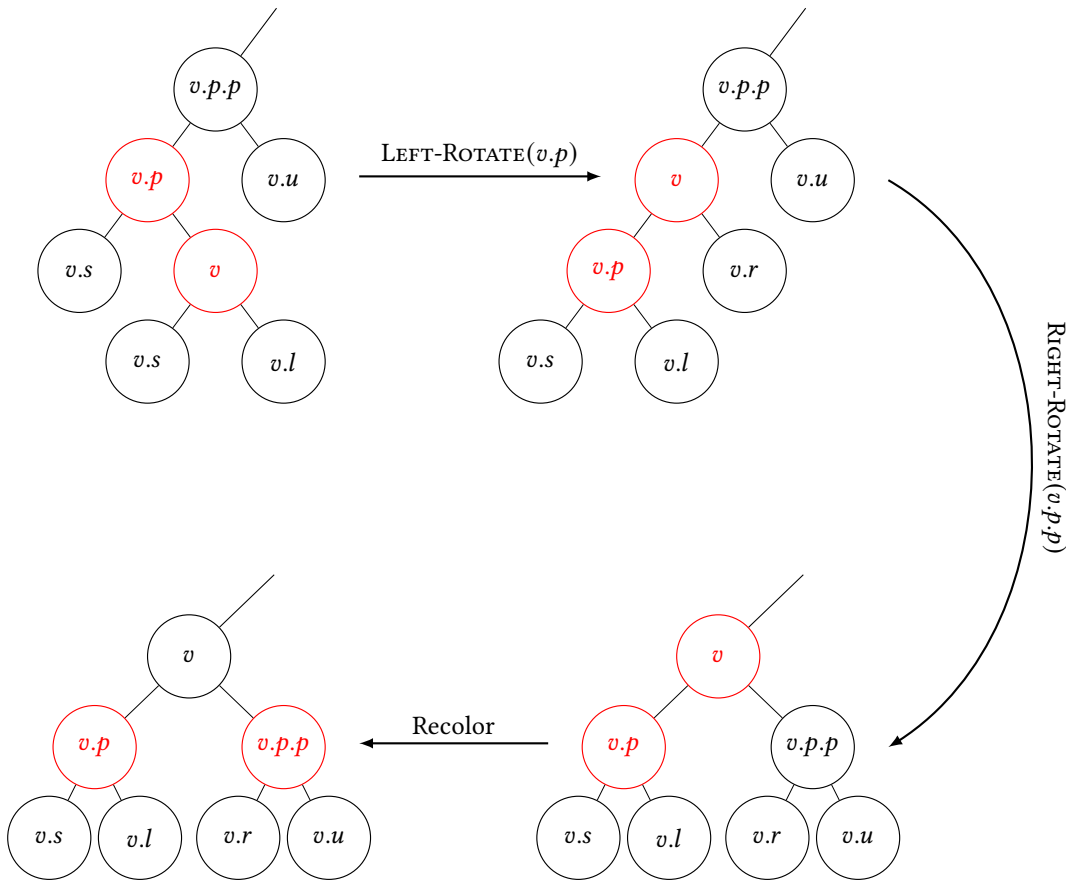 v.p.p
v.p
v.u
v.s
v
v.s
v.l
LEFT-ROTATE(v.p)
v.p.p
v
v.u
v.p
v.r
v.s
v.l
RIGHT-ROTATE(v.p.p)
v
v.p
v.p.p
v.s
v.l
v.r
v.u
Recolor
v
v.p
v.p.p
v.s
v.l
v.r
v.u